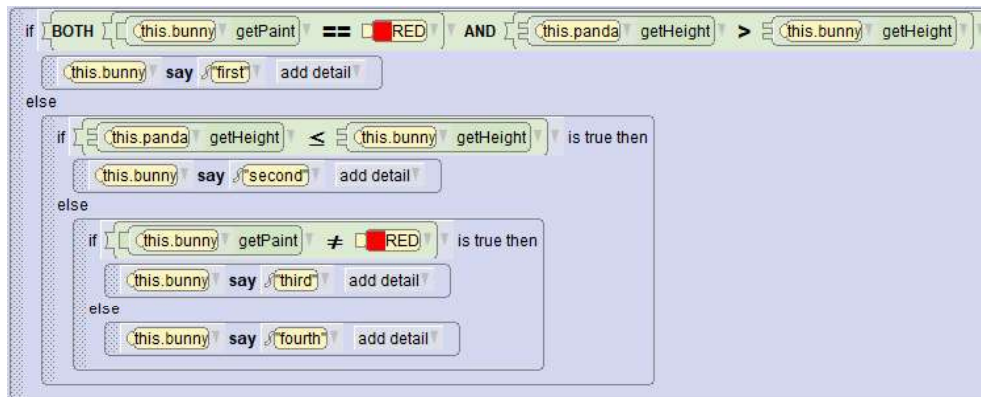 if BOTH this.bunny getPaint == RED AND this.panda getHeight > this.bunny getHeight
this.bunny say "first" add detail
else
if this.panda getHeight ≤ this.bunny getHeight is true then
this.bunny say "second" add detail
else
if this.bunny getPaint ≠ RED is true then
this.bunny say "third" add detail
else
this.bunny say "fourth" add detail